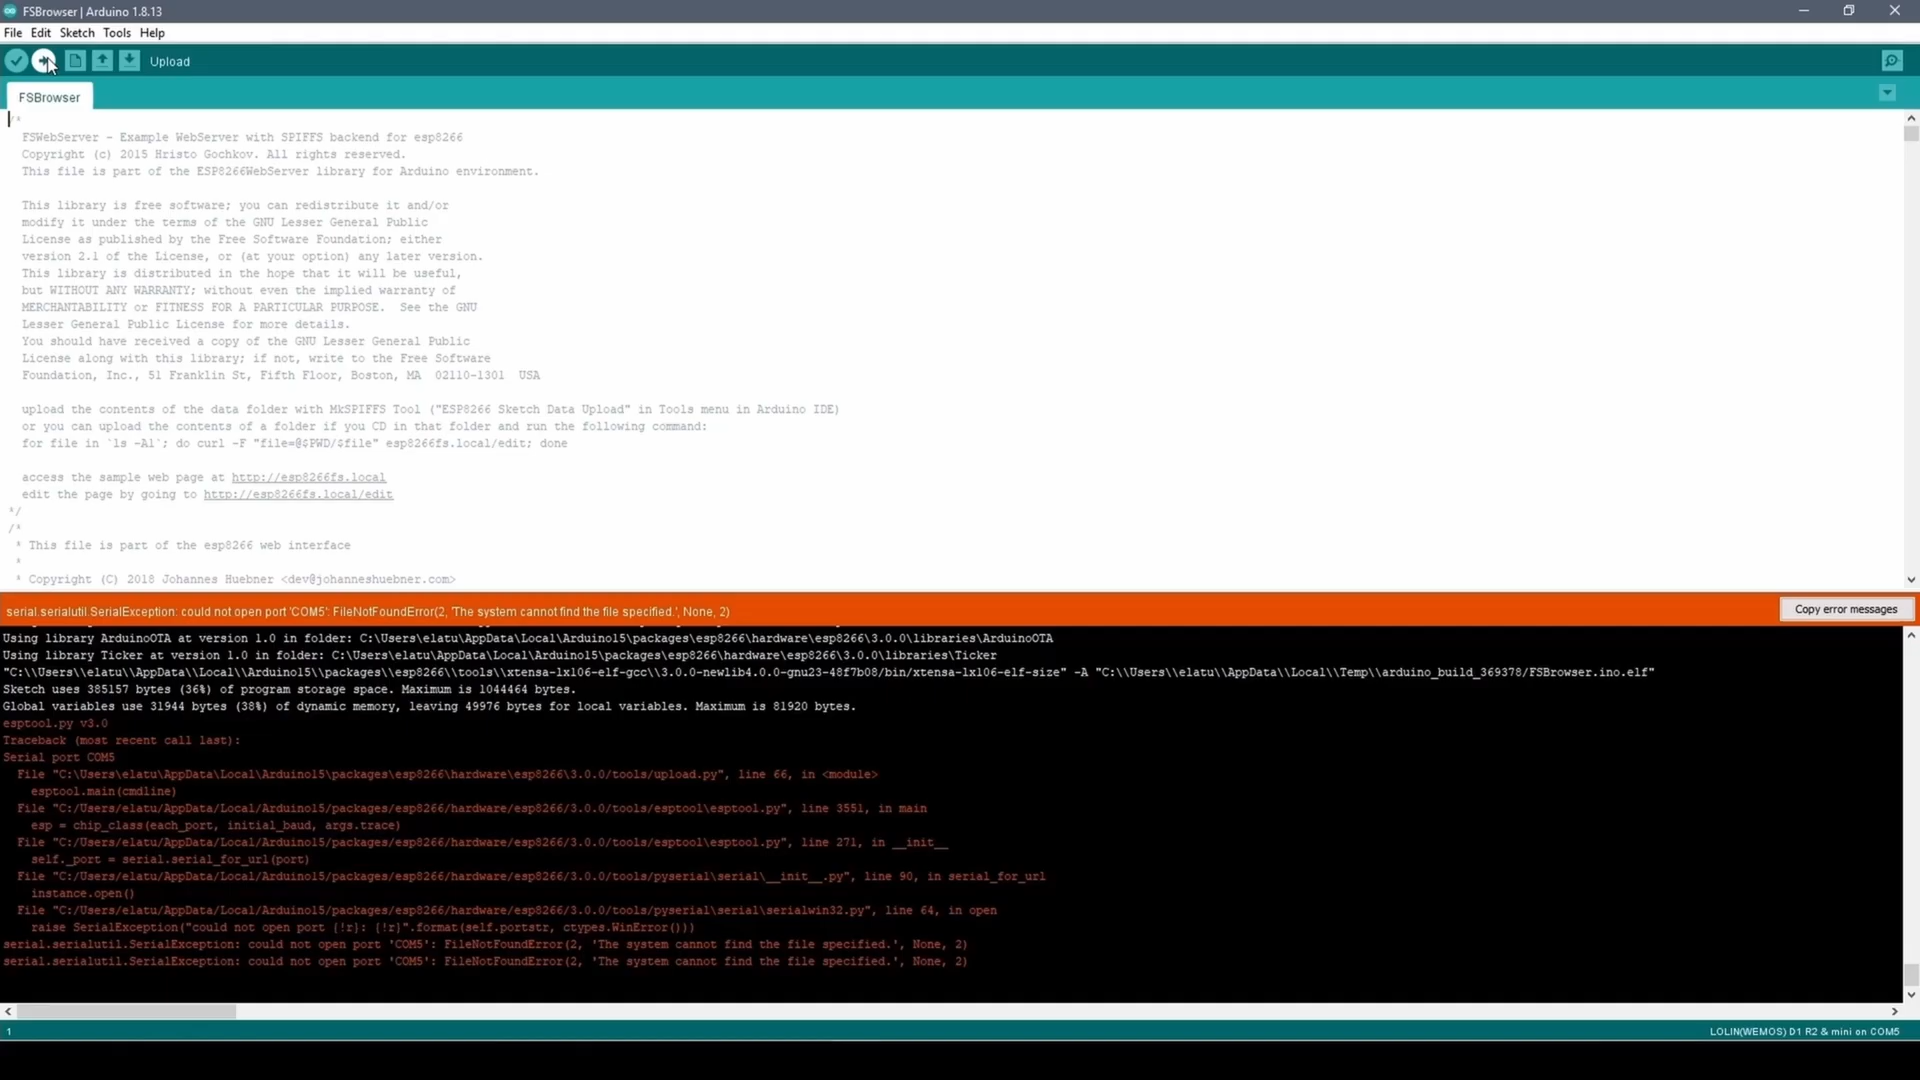 FSBrowser | Arduino 1.8.13
File Edit Sketch Tools Help
Upload
FSBrowser
/*
FSWebServer - Example WebServer with SPIFFS backend for esp8266
Copyright (c) 2015 Hristo Gochkov. All rights reserved.
This file is part of the ESP8266WebServer library for Arduino environment.
This library is free software; you can redistribute it and/or
modify it under the terms of the GNU Lesser General Public
License as published by the Free Software Foundation; either
version 2.1 of the License, or (at your option) any later version.
This library is distributed in the hope that it will be useful,
but WITHOUT ANY WARRANTY; without even the implied warranty of
MERCHANTABILITY or FITNESS FOR A PARTICULAR PURPOSE.  See the GNU
Lesser General Public License for more details.
You should have received a copy of the GNU Lesser General Public
License along with this library; if not, write to the Free Software
Foundation, Inc., 51 Franklin St, Fifth Floor, Boston, MA  02110-1301  USA
upload the contents of the data folder with MkSPIFFS Tool ("ESP8266 Sketch Data Upload" in Tools menu in Arduino IDE)
or you can upload the contents of a folder if you CD in that folder and run the following command:
for file in `ls -A1`; do curl -F "file=@$PWD/$file" esp8266fs.local/edit; done
access the sample web page at http://esp8266fs.local
edit the page by going to http://esp8266fs.local/edit
*/
/*
* This file is part of the esp8266 web interface
*
* Copyright (C) 2018 Johannes Huebner <dev@johanneshuebner.com>
serial.serialutil.SerialException: could not open port 'COM5': FileNotFoundError(2, 'The system cannot find the file specified.', None, 2)
Copy error messages
Using library ArduinoOTA at version 1.0 in folder: C:\Users\elatu\AppData\Local\Arduino15\packages\esp8266\hardware\esp8266\3.0.0\libraries\ArduinoOTA
Using library Ticker at version 1.0 in folder: C:\Users\elatu\AppData\Local\Arduino15\packages\esp8266\hardware\esp8266\3.0.0\libraries\Ticker
"C:\\Users\\elatu\\AppData\\Local\\Arduino15\\packages\\esp8266\\tools\\xtensa-lx106-elf-gcc\\3.0.0-newlib4.0.0-gnu23-48f7b08/bin/xtensa-lx106-elf-size" -A "C:\\Users\\elatu\\AppData\\Local\\Temp\\arduino_build_369378/FSBrowser.ino.elf"
Sketch uses 385157 bytes (36%) of program storage space. Maximum is 1044464 bytes.
Global variables use 31944 bytes (38%) of dynamic memory, leaving 49976 bytes for local variables. Maximum is 81920 bytes.
esptool.py v3.0
Traceback (most recent call last):
Serial port COM5
File "C:\Users\elatu\AppData\Local\Arduino15\packages\esp8266\hardware\esp8266\3.0.0/tools/upload.py", line 66, in <module>
esptool.main(cmdline)
File "C:/Users/elatu/AppData/Local/Arduino15/packages/esp8266/hardware/esp8266/3.0.0/tools/esptool\esptool.py", line 3551, in main
esp = chip_class(each_port, initial_baud, args.trace)
File "C:/Users/elatu/AppData/Local/Arduino15/packages/esp8266/hardware/esp8266/3.0.0/tools/esptool\esptool.py", line 271, in __init__
self._port = serial.serial_for_url(port)
File "C:/Users/elatu/AppData/Local/Arduino15/packages/esp8266/hardware/esp8266/3.0.0/tools/pyserial\serial\__init__.py", line 90, in serial_for_url
instance.open()
File "C:/Users/elatu/AppData/Local/Arduino15/packages/esp8266/hardware/esp8266/3.0.0/tools/pyserial\serial\serialwin32.py", line 64, in open
raise SerialException("could not open port {!r}: {!r}".format(self.portstr, ctypes.WinError()))
serial.serialutil.SerialException: could not open port 'COM5': FileNotFoundError(2, 'The system cannot find the file specified.', None, 2)
serial.serialutil.SerialException: could not open port 'COM5': FileNotFoundError(2, 'The system cannot find the file specified.', None, 2)
1
LOLIN(WEMOS) D1 R2 & mini on COM5